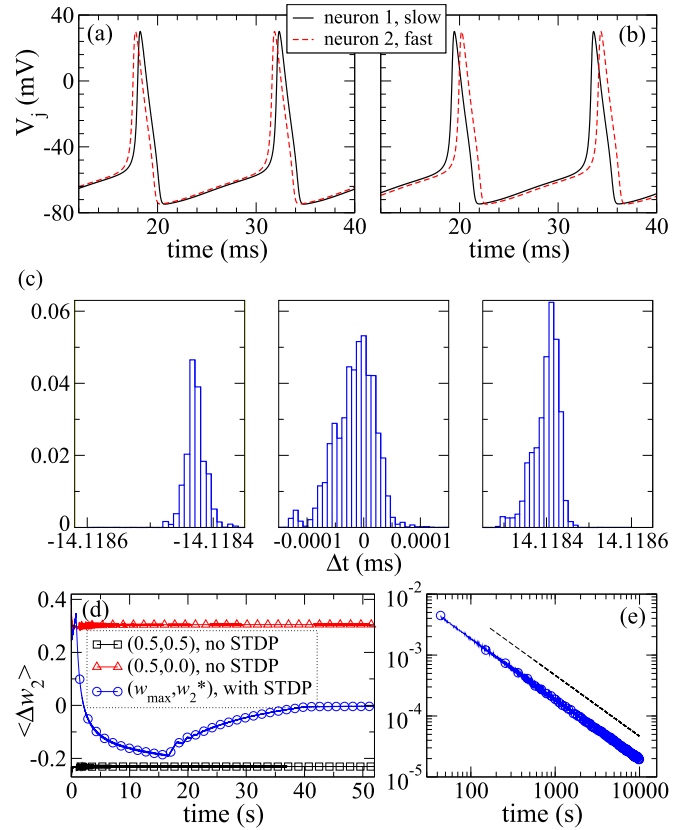 40
0
-40
-80
V_j (mV)
(a)
neuron 1, slow
neuron 2, fast
(b)
20
30
40
time (ms)
20
30
40
time (ms)
(c)
0.06
0.04
0.02
0
-14.1186
-14.1184
-0.0001
0
0.0001
14.1184
14.1186
Δt (ms)
0.4
0.2
0
-0.2
<Δw_2>
(d)
(0.5,0.5), no STDP
(0.5,0.0), no STDP
(w_max,w_2*), with STDP
0
10
20
30
40
50
time (s)
(e)
10^-2
10^-3
10^-4
10^-5
100
1000
10000
time (s)